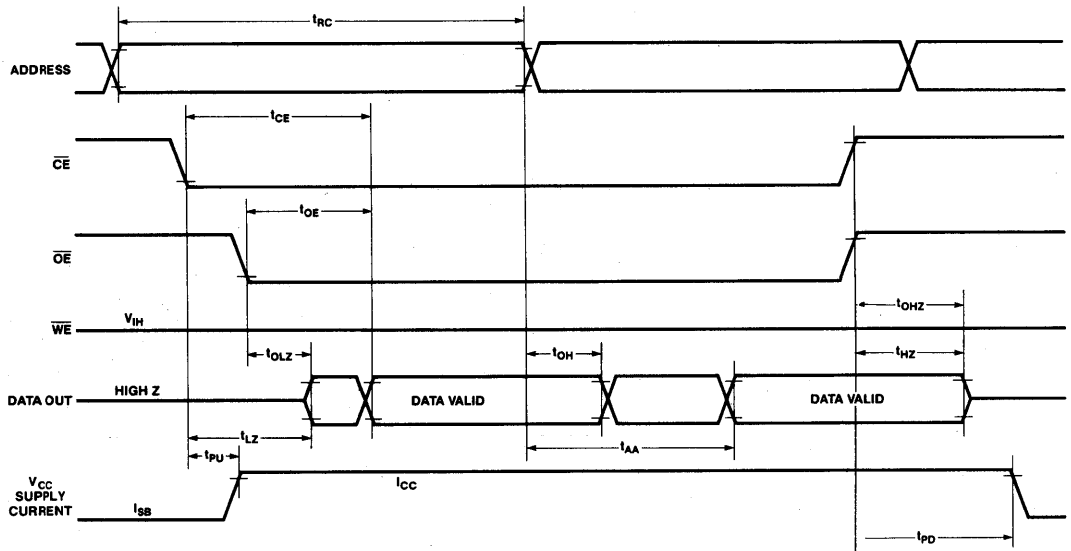 tRC
ADDRESS
tCE
CE
tOE
OE
tOHZ
VIH
WE
tOLZ
tOH
tHZ
HIGH Z
DATA OUT
DATA VALID
DATA VALID
tLZ
tAA
tPU
VCC
SUPPLY
CURRENT
ICC
ISB
tPD